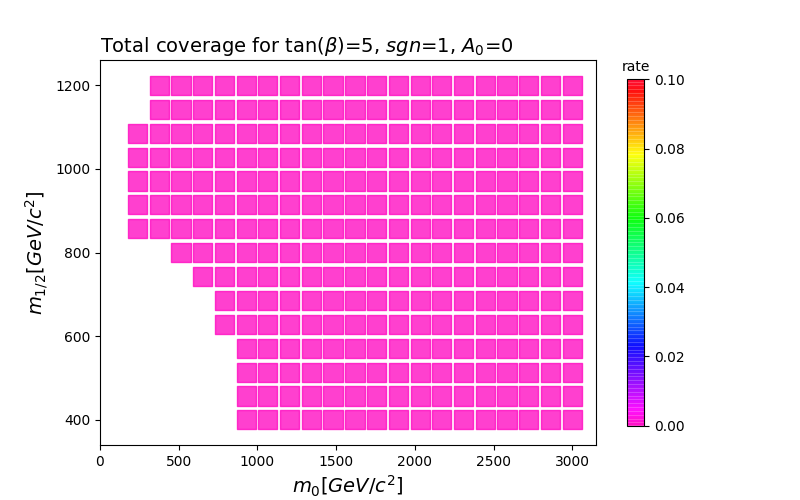 Total coverage for tan(β)=5, sgn=1, A₀=0
rate
0.10
0.08
0.06
0.04
0.02
0.00
1200
1000
800
600
400
m₁/₂[GeV/c²]
0 500 1000 1500 2000 2500 3000
m₀[GeV/c²]